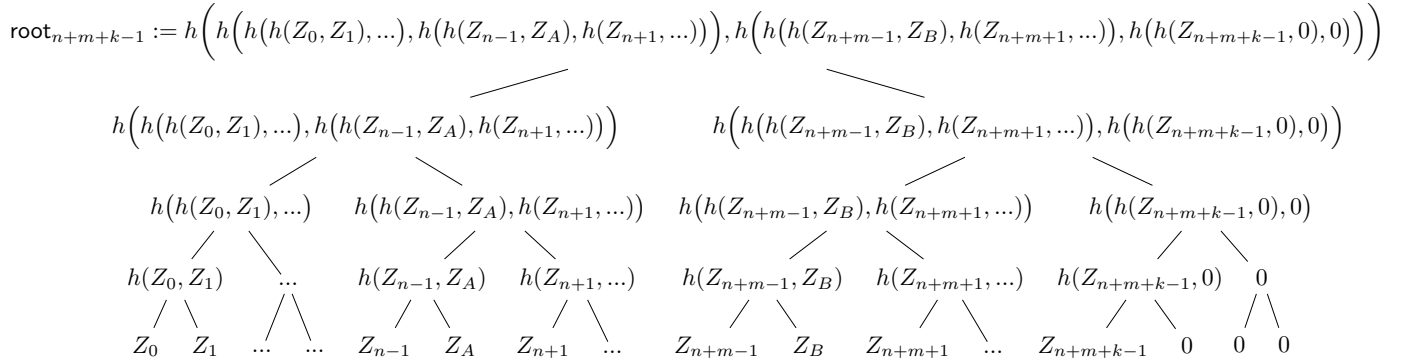 root_{n+m+k−1} := h(h(h(h(Z_0, Z_1), ...), h(h(Z_{n−1}, Z_A), h(Z_{n+1}, ...))), h(h(h(Z_{n+m−1}, Z_B), h(Z_{n+m+1}, ...)), h(h(Z_{n+m+k−1}, 0), 0)))
h(h(h(Z_0, Z_1), ...), h(h(Z_{n−1}, Z_A), h(Z_{n+1}, ...))) h(h(h(Z_{n+m−1}, Z_B), h(Z_{n+m+1}, ...)), h(h(Z_{n+m+k−1}, 0), 0))
h(h(Z_0, Z_1), ...) h(h(Z_{n−1}, Z_A), h(Z_{n+1}, ...)) h(h(Z_{n+m−1}, Z_B), h(Z_{n+m+1}, ...)) h(h(Z_{n+m+k−1}, 0), 0)
h(Z_0, Z_1) ... h(Z_{n−1}, Z_A) h(Z_{n+1}, ...) h(Z_{n+m−1}, Z_B) h(Z_{n+m+1}, ...) h(Z_{n+m+k−1}, 0) 0
Z_0 Z_1 ... ... Z_{n−1} Z_A Z_{n+1} ... Z_{n+m−1} Z_B Z_{n+m+1} ... Z_{n+m+k−1} 0 0 0